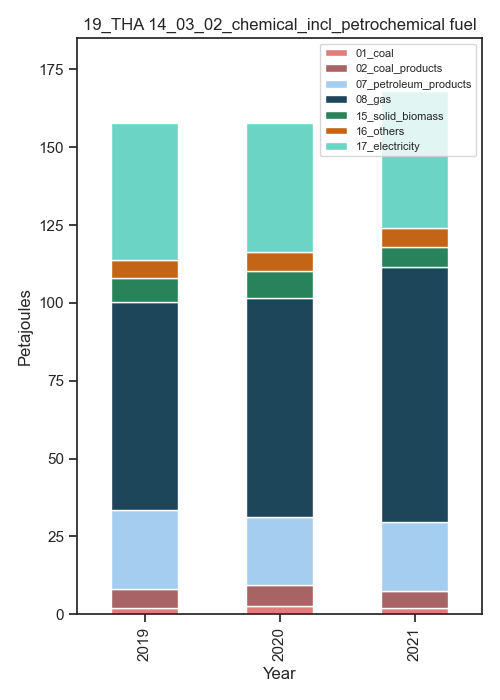 19_THA 14_03_02_chemical_incl_petrochemical fuel
01_coal
02_coal_products
07_petroleum_products
08_gas
15_solid_biomass
16_others
17_electricity
175
150
125
100
75
50
25
0
Petajoules
2019
2020
2021
Year